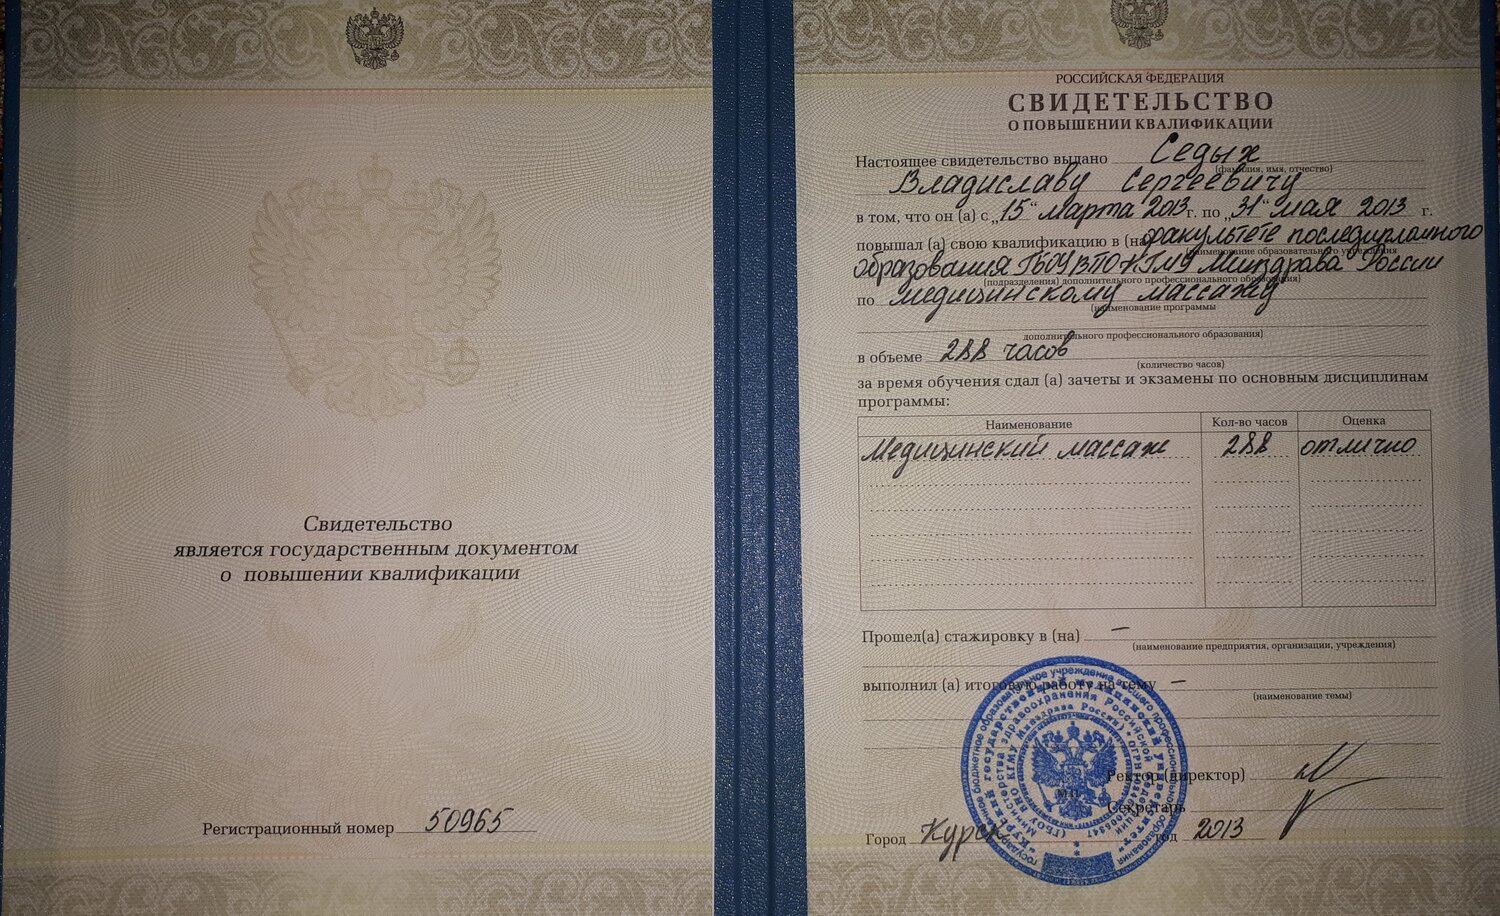 Свидетельство
является государственным документом
о повышении квалификации
Регистрационный номер 50965
РОССИЙСКАЯ ФЕДЕРАЦИЯ
СВИДЕТЕЛЬСТВО
О ПОВЫШЕНИИ КВАЛИФИКАЦИИ
Настоящее свидетельство выдано Седых
(фамилия, имя, отчество)
Владиславу Сергеевичу
в том, что он (а) с „15“ марта 2013 г. по „31“ мая 2013 г.
повышал (а) свою квалификацию в (на) факультете последипломного
(наименование образовательного учреждения
образования ГБОУ ВПО КГМУ Минздрава России
(подразделения) дополнительного профессионального образования)
по медицинскому массажу
(наименование программы
дополнительного профессионального образования)
в объеме 288 часов
(количество часов)
за время обучения сдал (а) зачеты и экзамены по основным дисциплинам
программы:
Наименование Кол-во часов Оценка
Медицинский массаж 288 отлично
Прошел(а) стажировку в (на) –
(наименование предприятия, организации, учреждения)
выполнил (а) итоговую работу на тему –
(наименование темы)
Ректор (директор)
Секретарь
Город Курск год 2013